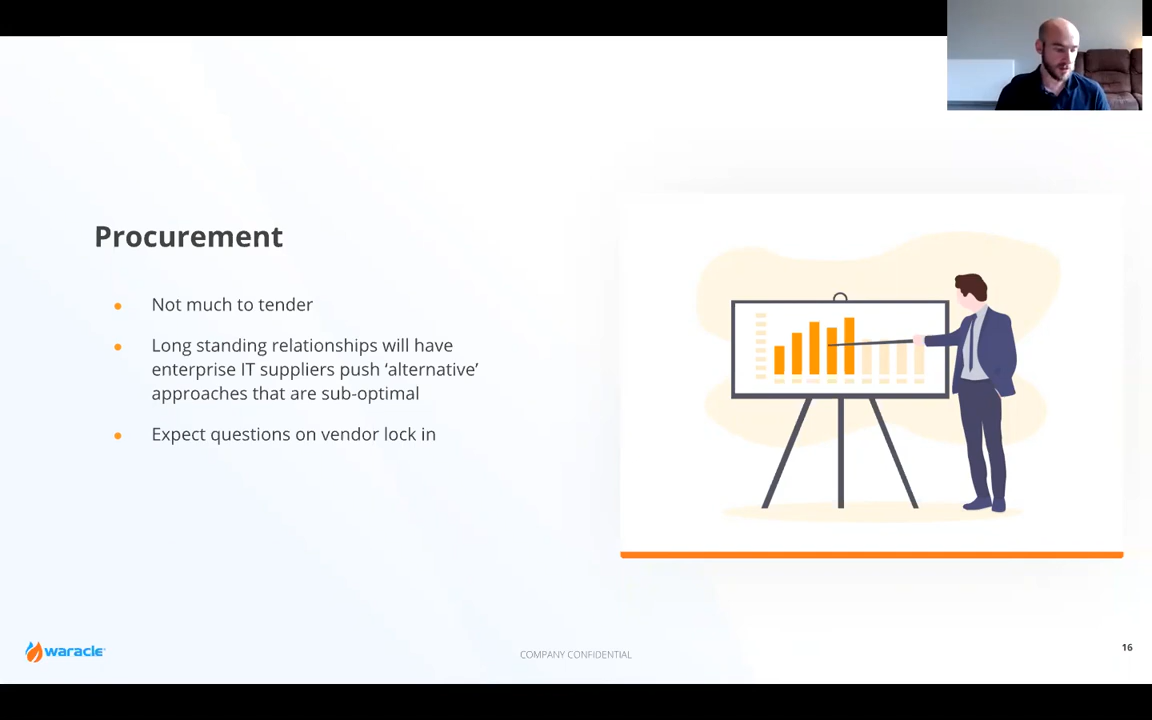 Procurement
Not much to tender
Long standing relationships will have
enterprise IT suppliers push ‘alternative’
approaches that are sub-optimal
Expect questions on vendor lock in
waracle
COMPANY CONFIDENTIAL
16